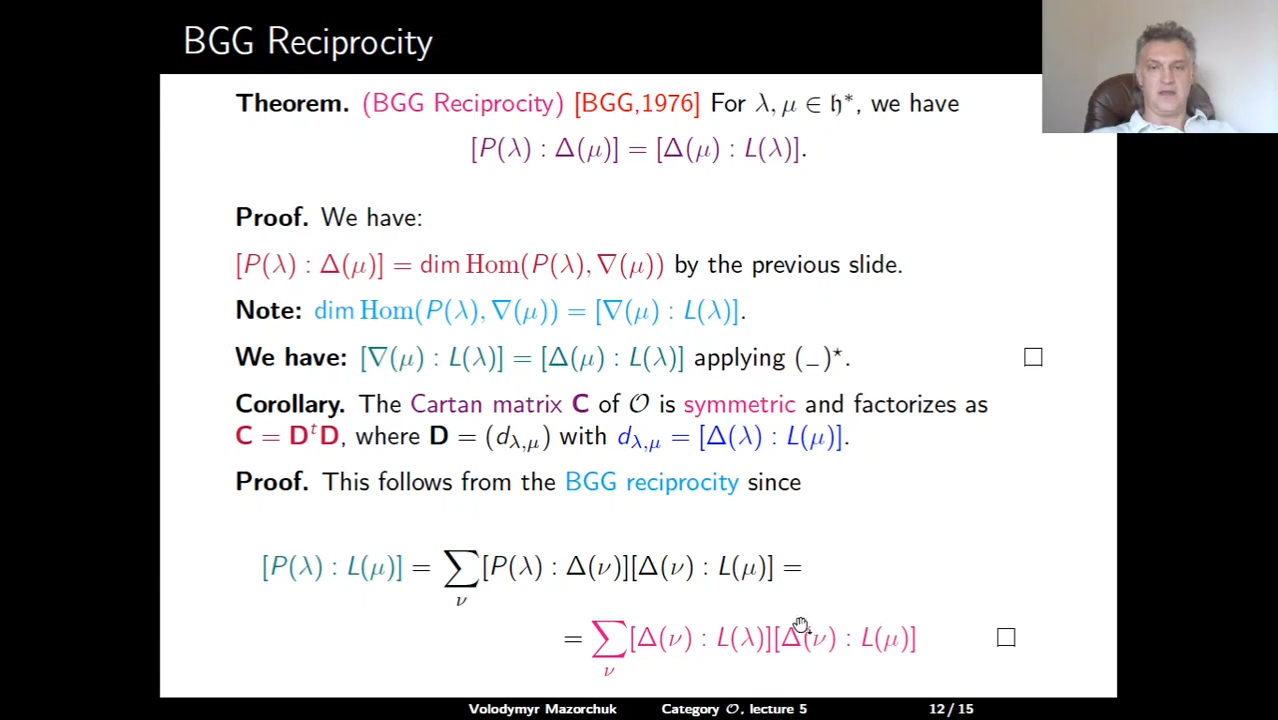 BGG Reciprocity
Theorem. (BGG Reciprocity) [BGG,1976] For λ, μ ∈ 𝔥*, we have
[P(λ) : Δ(μ)] = [Δ(μ) : L(λ)].
Proof. We have:
[P(λ) : Δ(μ)] = dim Hom(P(λ), ∇(μ)) by the previous slide.
Note: dim Hom(P(λ), ∇(μ)) = [∇(μ) : L(λ)].
We have: [∇(μ) : L(λ)] = [Δ(μ) : L(λ)] applying (_)⋆. □
Corollary. The Cartan matrix C of 𝒪 is symmetric and factorizes as
C = DᵗD, where D = (d_{λ,μ}) with d_{λ,μ} = [Δ(λ) : L(μ)].
Proof. This follows from the BGG reciprocity since
[P(λ) : L(μ)] = ∑_ν [P(λ) : Δ(ν)][Δ(ν) : L(μ)] =
= ∑_ν [Δ(ν) : L(λ)][Δ(ν) : L(μ)] □
Volodymyr Mazorchuk Category 𝒪, lecture 5 12 / 15